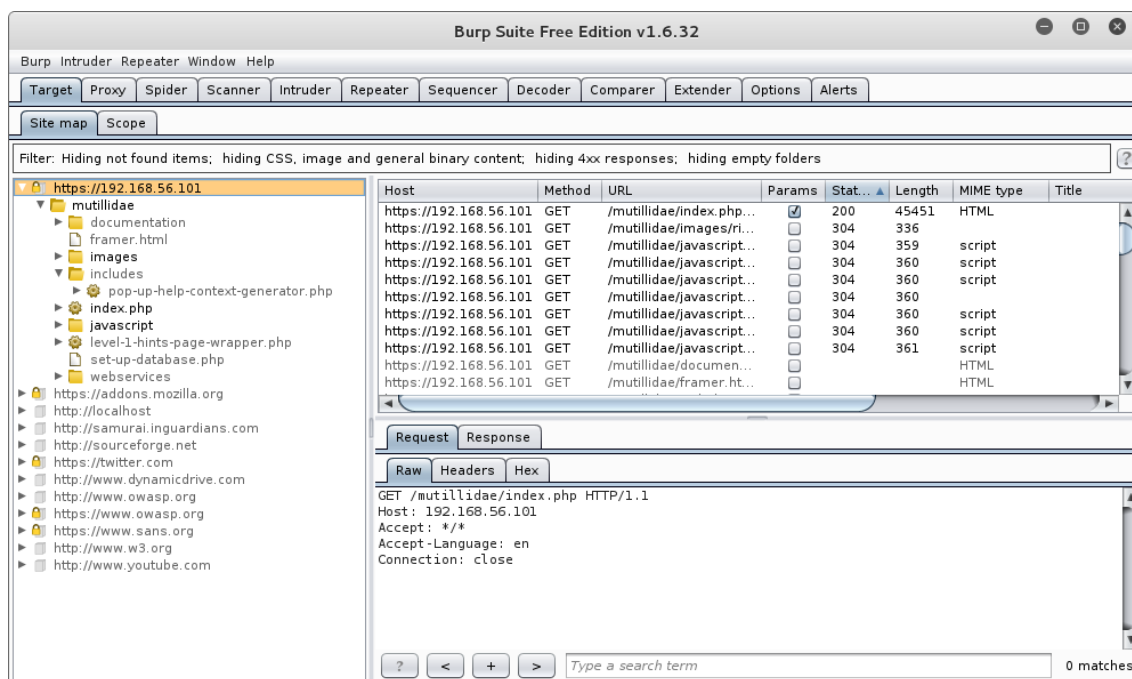 Burp Suite Free Edition v1.6.32
Burp Intruder Repeater Window Help
Target Proxy Spider Scanner Intruder Repeater Sequencer Decoder Comparer Extender Options Alerts
Site map Scope
Filter: Hiding not found items; hiding CSS, image and general binary content; hiding 4xx responses; hiding empty folders ?
https://192.168.56.101
mutillidae
documentation
framer.html
images
includes
pop-up-help-context-generator.php
index.php
javascript
level-1-hints-page-wrapper.php
set-up-database.php
webservices
https://addons.mozilla.org
http://localhost
http://samurai.inguardians.com
http://sourceforge.net
https://twitter.com
http://www.dynamicdrive.com
http://www.owasp.org
https://www.owasp.org
https://www.sans.org
http://www.w3.org
http://www.youtube.com
Host Method URL Params Stat... Length MIME type Title
https://192.168.56.101 GET /mutillidae/index.php... 200 45451 HTML
https://192.168.56.101 GET /mutillidae/images/ri... 304 336
https://192.168.56.101 GET /mutillidae/javascript... 304 359 script
https://192.168.56.101 GET /mutillidae/javascript... 304 360 script
https://192.168.56.101 GET /mutillidae/javascript... 304 360 script
https://192.168.56.101 GET /mutillidae/javascript... 304 360
https://192.168.56.101 GET /mutillidae/javascript... 304 360 script
https://192.168.56.101 GET /mutillidae/javascript... 304 360 script
https://192.168.56.101 GET /mutillidae/javascript... 304 361 script
https://192.168.56.101 GET /mutillidae/documen... HTML
https://192.168.56.101 GET /mutillidae/framer.ht... HTML
Request Response
Raw Headers Hex
GET /mutillidae/index.php HTTP/1.1
Host: 192.168.56.101
Accept: */*
Accept-Language: en
Connection: close
? < + > Type a search term 0 matches